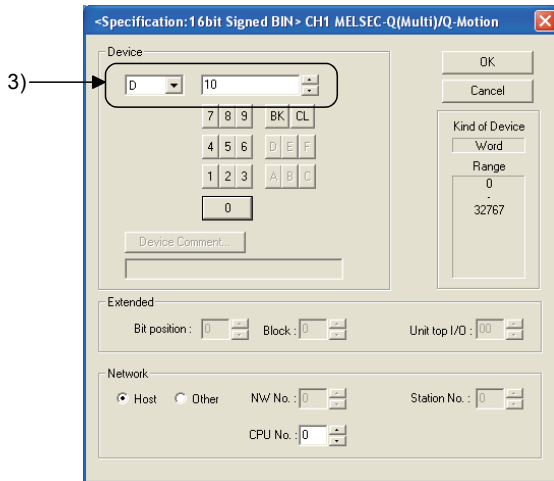 <Specification:16bit Signed BIN> CH1 MELSEC-Q(Multi)/Q-Motion
Device
3)
D 10
OK
Cancel
7 8 9 BK CL
4 5 6 D E F
1 2 3 A B C
0
Kind of Device
Word
Range
0
-
32767
Device Comment...
Extended
Bit position : 0 Block : 0 Unit top I/O : 00
Network
Host Other NW No. : 0 Station No. : 0
CPU No. : 0